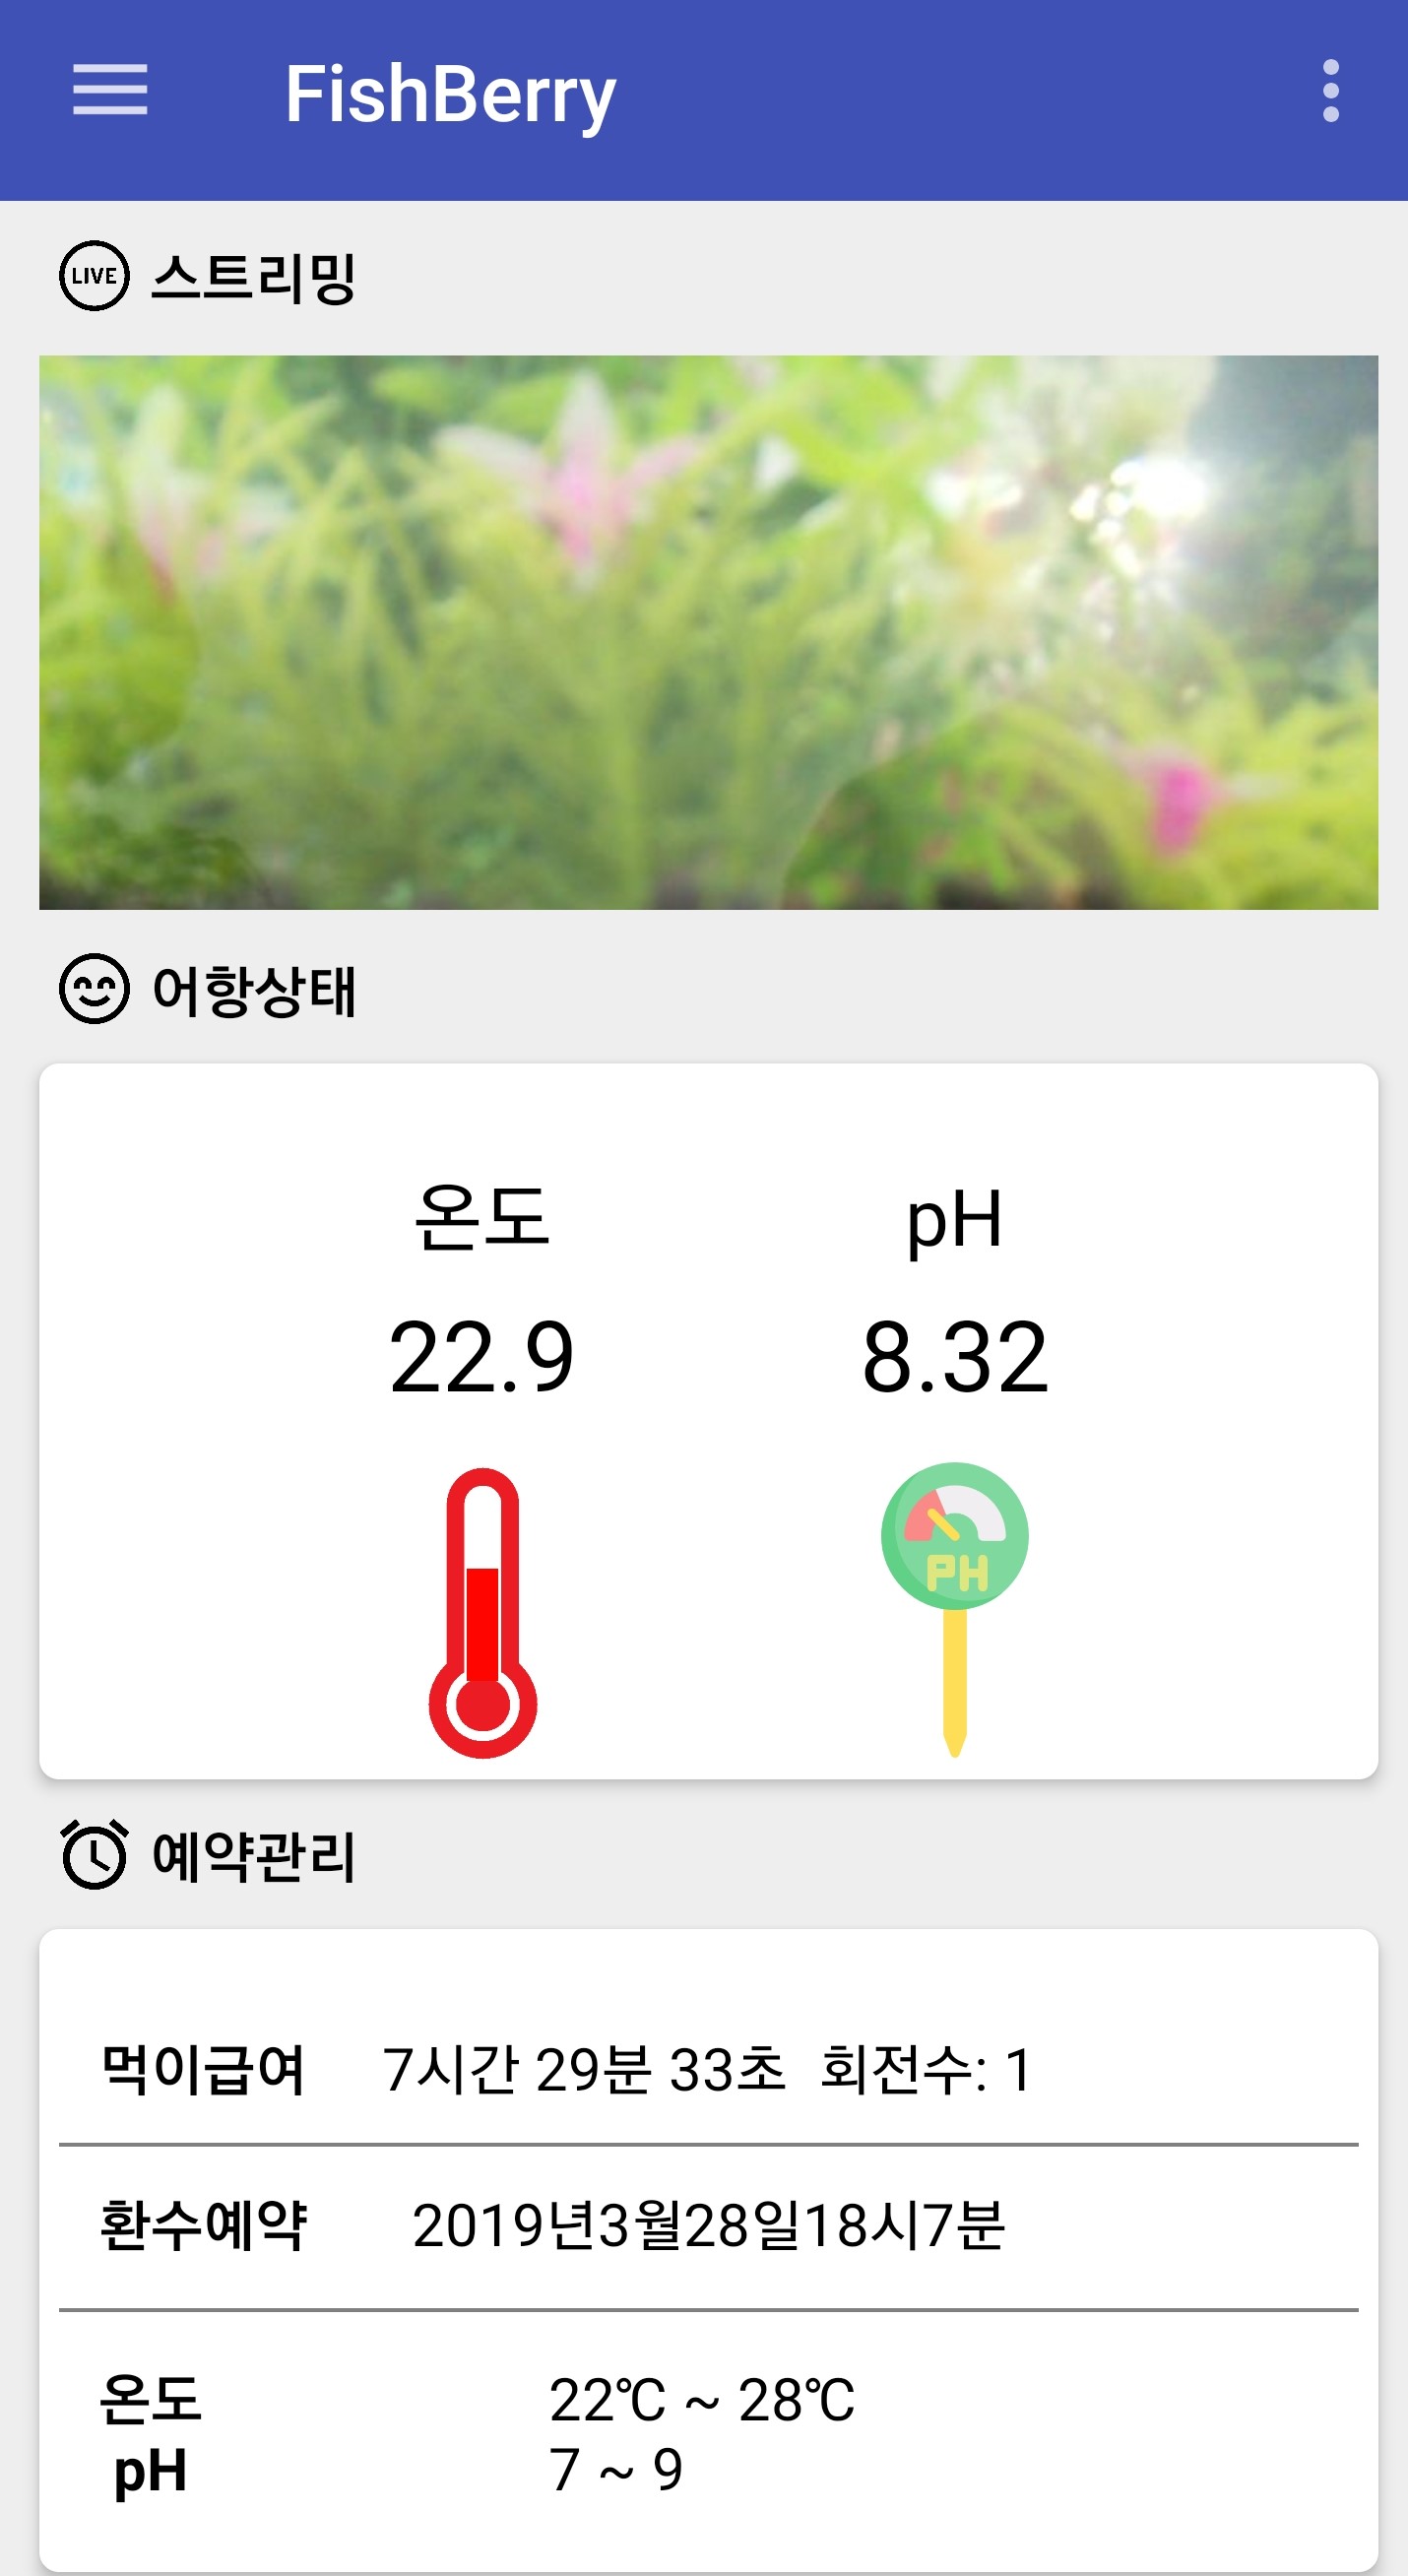 FishBerry
LIVE 스트리밍
어항상태
온도 pH
22.9 8.32
PH
예약관리
먹이급여 7시간 29분 33초 회전수: 1
환수예약 2019년3월28일18시7분
온도 22℃ ~ 28℃
pH 7 ~ 9